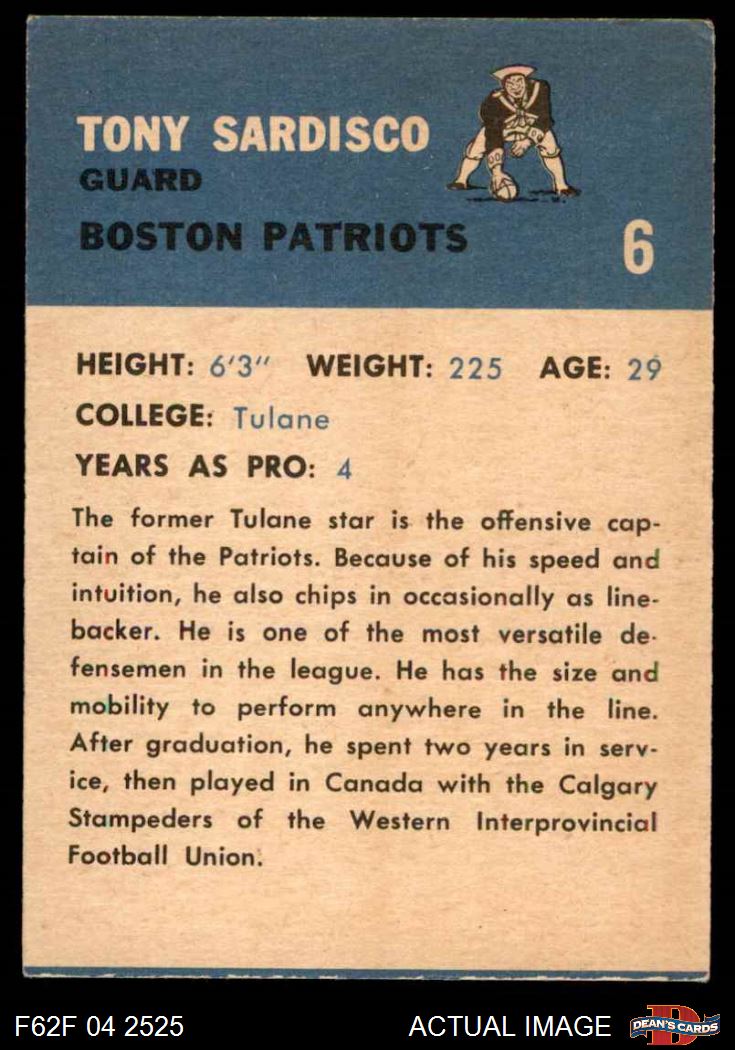 TONY SARDISCO
GUARD
BOSTON PATRIOTS
6
HEIGHT: 6'3" WEIGHT: 225 AGE: 29
COLLEGE: Tulane
YEARS AS PRO: 4
The former Tulane star is the offensive cap-
tain of the Patriots. Because of his speed and
intuition, he also chips in occasionally as line-
backer. He is one of the most versatile de-
fensemen in the league. He has the size and
mobility to perform anywhere in the line.
After graduation, he spent two years in serv-
ice, then played in Canada with the Calgary
Stampeders of the Western Interprovincial
Football Union.
F62F 04 2525 ACTUAL IMAGE D DEAN'S CARDS